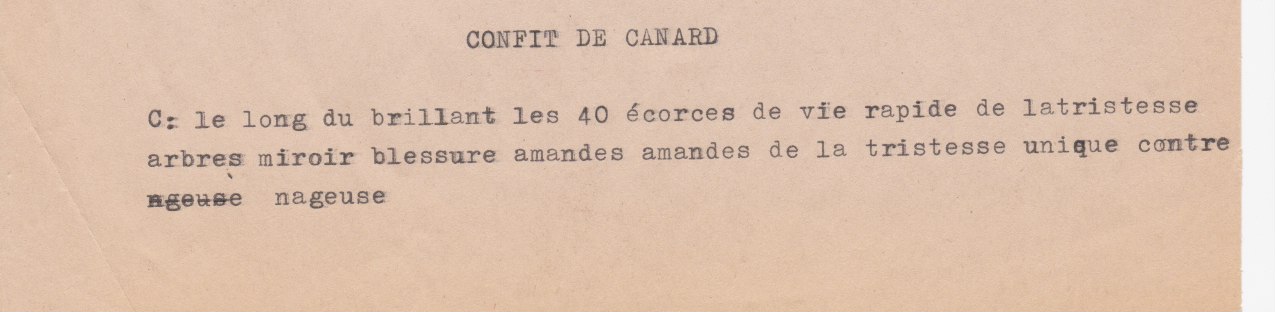 CONFIT DE CANARD
C: le long du brillant les 40 écorces de vie rapide de latristesse
arbres miroir blessure amandes amandes de la tristesse unique contre
ngeuse nageuse